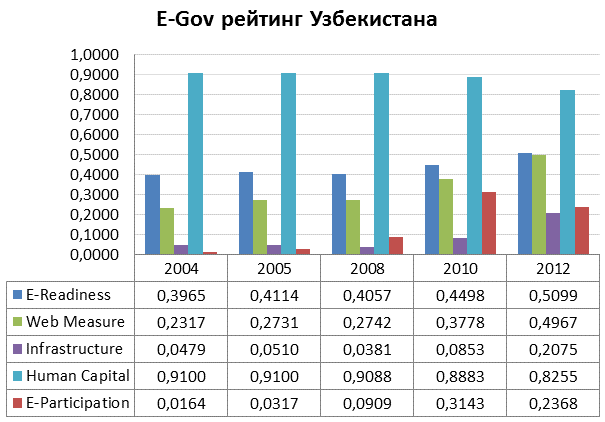 E-Gov рейтинг Узбекистана
1,0000
0,9000
0,8000
0,7000
0,6000
0,5000
0,4000
0,3000
0,2000
0,1000
0,0000
2004 2005 2008 2010 2012
E-Readiness 0,3965 0,4114 0,4057 0,4498 0,5099
Web Measure 0,2317 0,2731 0,2742 0,3778 0,4967
Infrastructure 0,0479 0,0510 0,0381 0,0853 0,2075
Human Capital 0,9100 0,9100 0,9088 0,8883 0,8255
E-Participation 0,0164 0,0317 0,0909 0,3143 0,2368